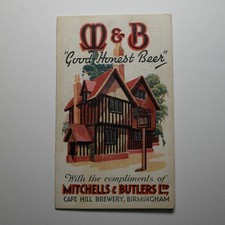 M & B
"Good Honest Beer"
With the compliments of
MITCHELLS & BUTLERS LTD.
CAPE HILL BREWERY, BIRMINGHAM